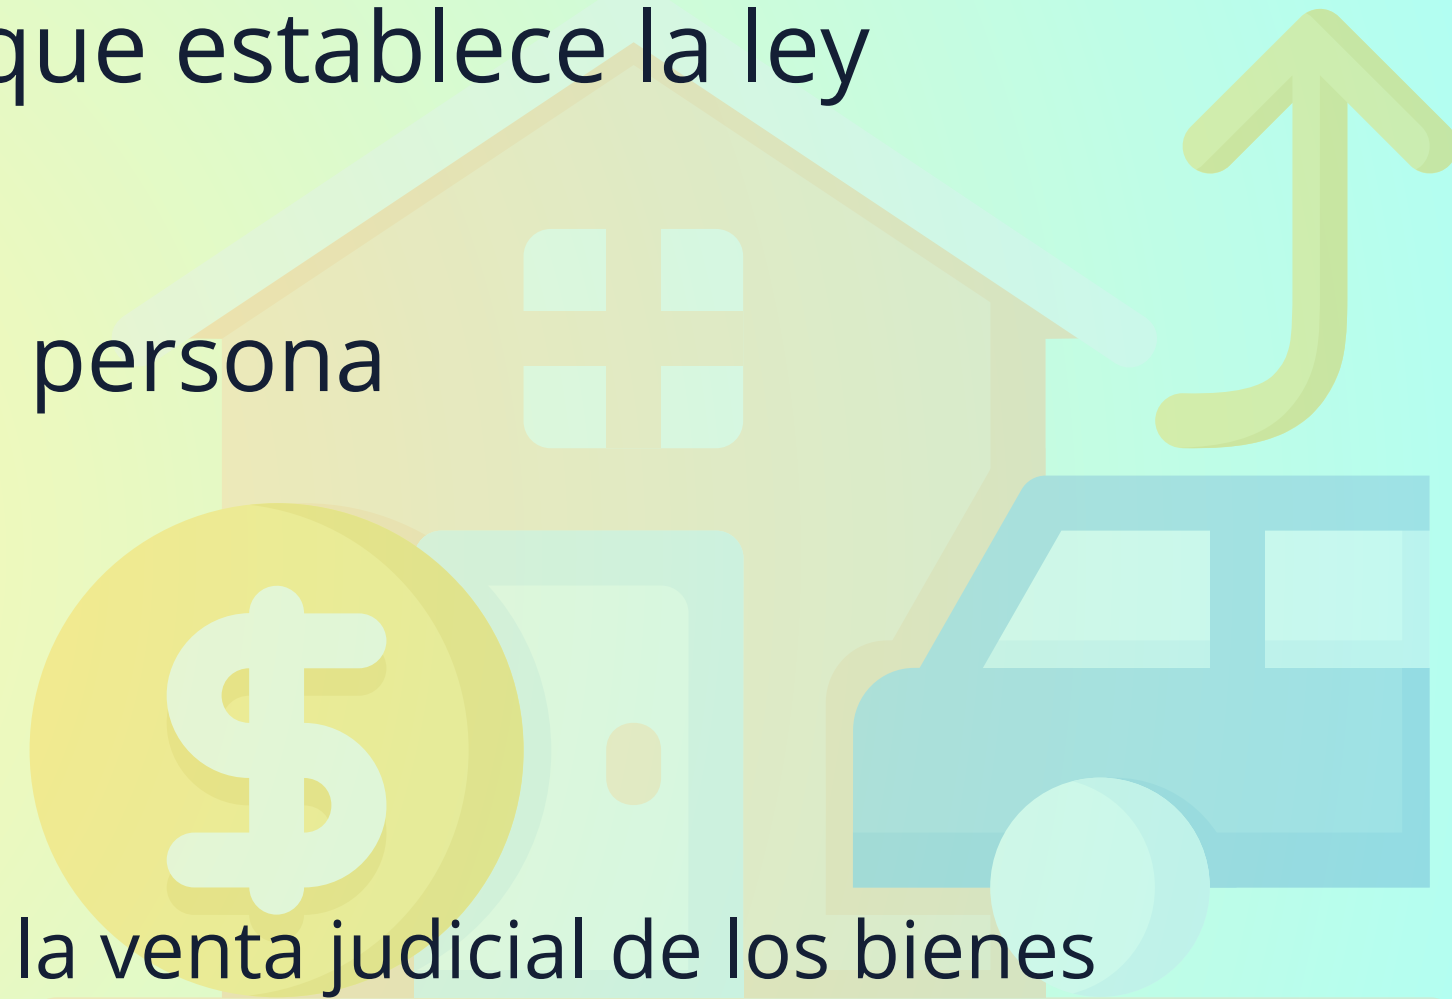 que establece la ley
persona
la venta judicial de los bienes